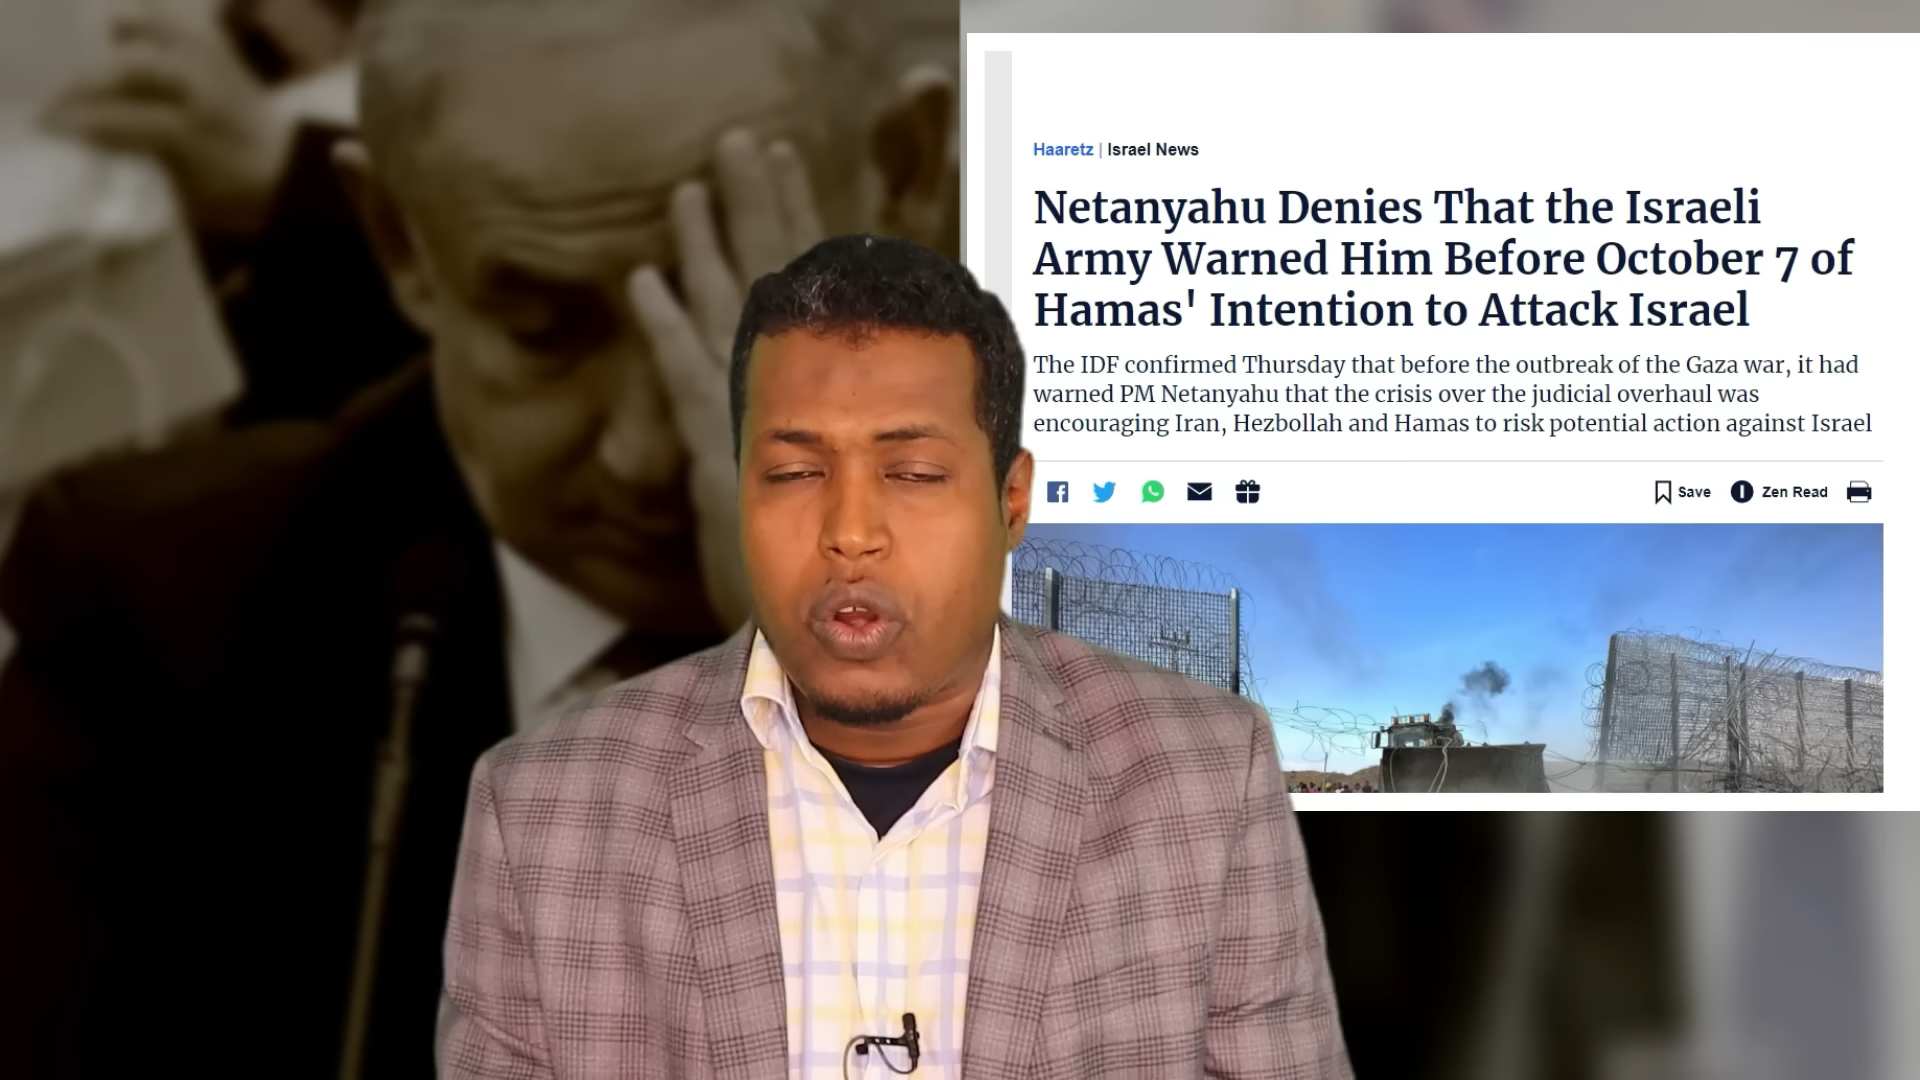 Haaretz | Israel News
Netanyahu Denies That the Israeli
Army Warned Him Before October 7 of
Hamas' Intention to Attack Israel
The IDF confirmed Thursday that before the outbreak of the Gaza war, it had
warned PM Netanyahu that the crisis over the judicial overhaul was
encouraging Iran, Hezbollah and Hamas to risk potential action against Israel
Save
Zen Read